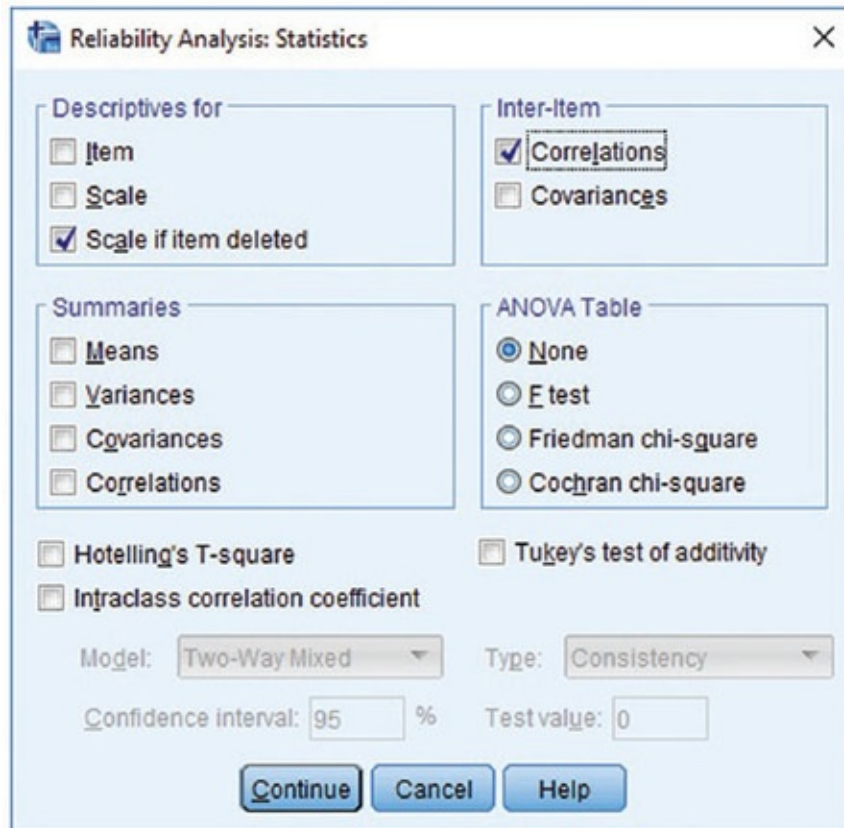 Reliability Analysis: Statistics
Descriptives for
Item
Scale
Scale if item deleted
Inter-Item
Correlations
Covariances
Summaries
Means
Variances
Covariances
Correlations
ANOVA Table
None
F test
Friedman chi-square
Cochran chi-square
Hotelling's T-square
Tukey's test of additivity
Intraclass correlation coefficient
Model: Two-Way Mixed Type: Consistency
Confidence interval: 95 % Test value: 0
Continue Cancel Help